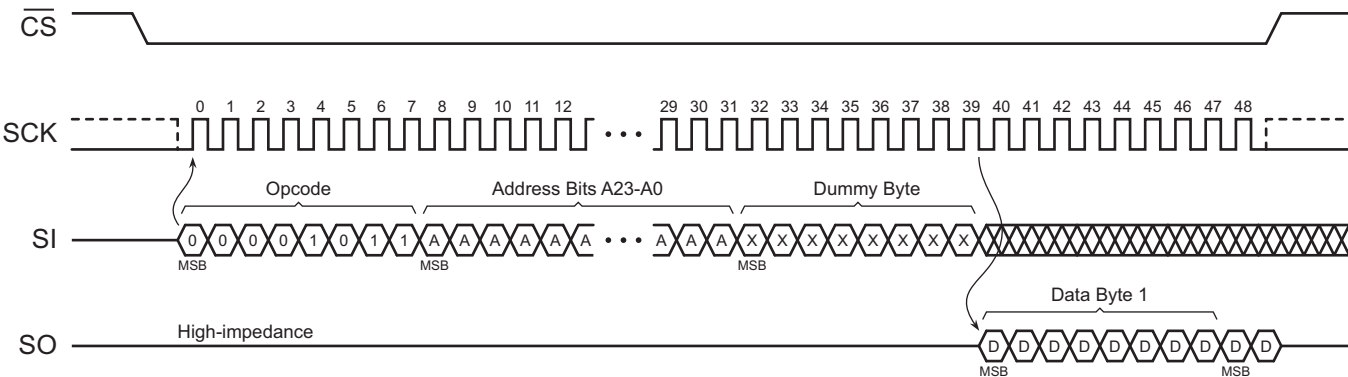 CS
0 1 2 3 4 5 6 7 8 9 10 11 12 29 30 31 32 33 34 35 36 37 38 39 40 41 42 43 44 45 46 47 48
SCK • • •
Opcode Address Bits A23-A0 Dummy Byte
SI 0 0 0 0 1 0 1 1 A A A A A A • • • A A A X X X X X X X X
MSB MSB MSB
Data Byte 1
High-impedance
SO D D D D D D D D D D
MSB MSB